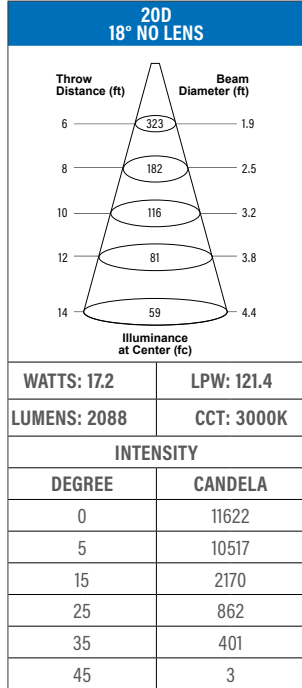 20D
18° NO LENS
Throw Beam
Distance (ft) Diameter (ft)
6 323 1.9
8 182 2.5
10 116 3.2
12 81 3.8
14 59 4.4
Illuminance
at Center (fc)
WATTS: 17.2 LPW: 121.4
LUMENS: 2088 CCT: 3000K
INTENSITY
DEGREE CANDELA
0 11622
5 10517
15 2170
25 862
35 401
45 3